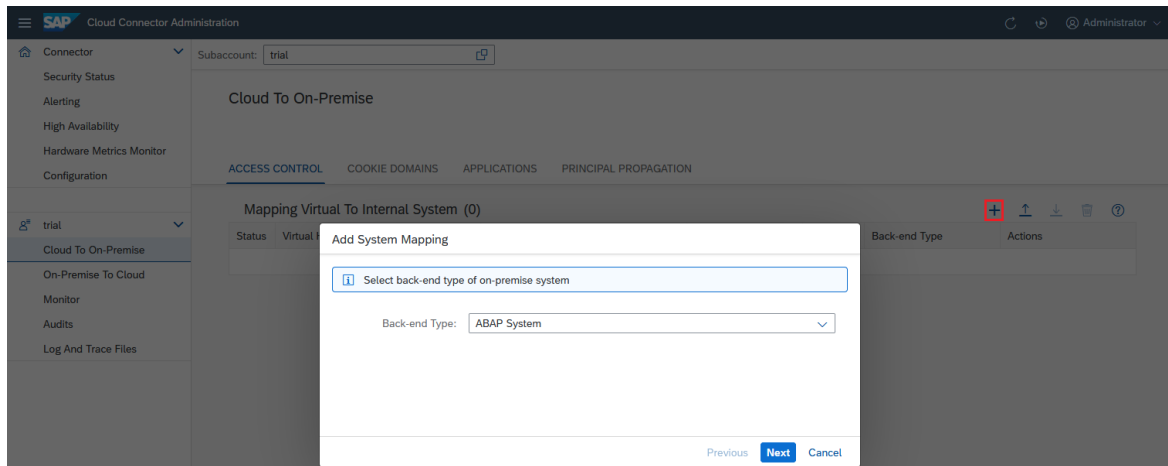 SAP Cloud Connector Administration Administrator
Connector
Security Status
Alerting
High Availability
Hardware Metrics Monitor
Configuration
trial
Cloud To On-Premise
On-Premise To Cloud
Monitor
Audits
Log And Trace Files
Subaccount: trial
Cloud To On-Premise
ACCESS CONTROL COOKIE DOMAINS APPLICATIONS PRINCIPAL PROPAGATION
Mapping Virtual To Internal System (0)
Status Virtual Back-end Type Actions
Add System Mapping
Select back-end type of on-premise system
Back-end Type: ABAP System
Previous Next Cancel